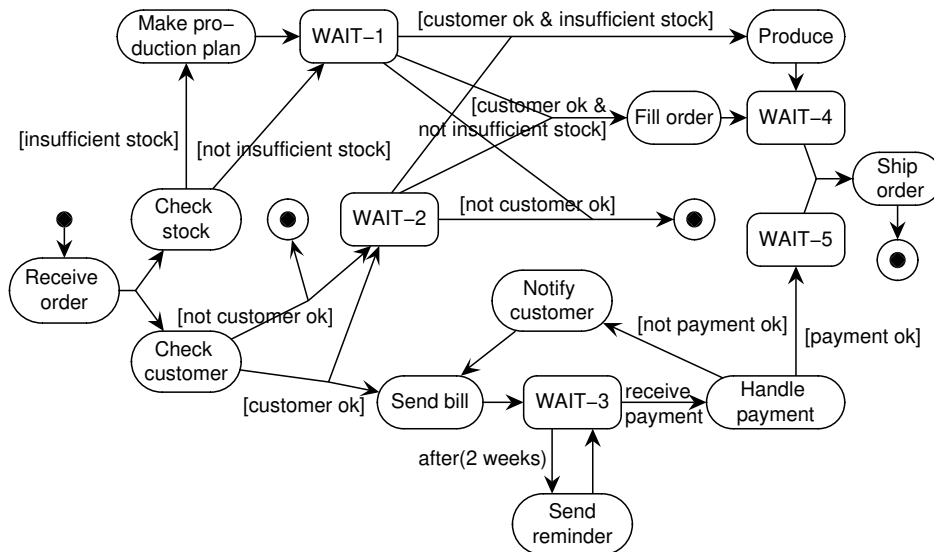 Make pro-
duction plan
WAIT-1
[customer ok & insufficient stock]
Produce
[customer ok &
not insufficient stock]
Fill order
WAIT-4
[insufficient stock]
[not insufficient stock]
Check
stock
WAIT-2
[not customer ok]
Ship
order
WAIT-5
Receive
order
[not customer ok]
Notify
customer
[not payment ok]
[payment ok]
Check
customer
[customer ok]
Send bill
WAIT-3
receive
payment
Handle
payment
after(2 weeks)
Send
reminder